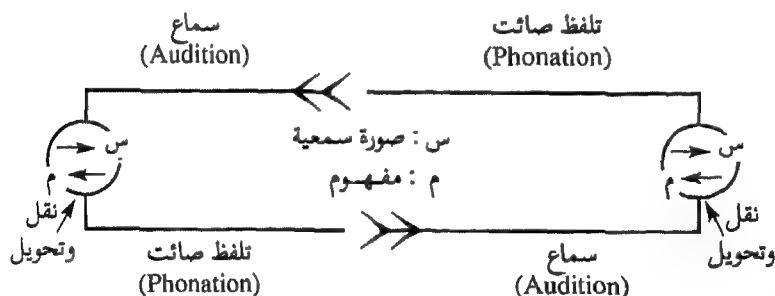 تلفظ صائت
(Phonation)
سماع
(Audition)
س : صورة سمعية
م : مفهوم
س
م
نقل
وتحويل
س
م
نقل
وتحويل
سماع
(Audition)
تلفظ صائت
(Phonation)